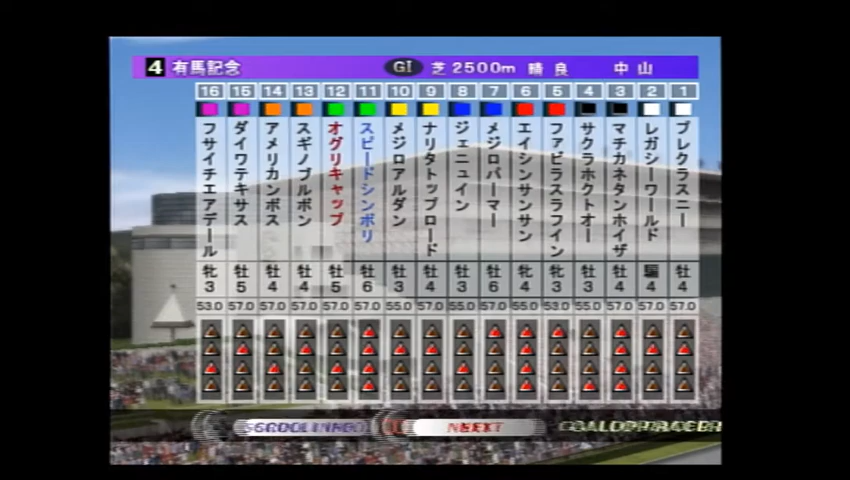 4 有馬記念 GI 芝2500m 晴 良 中山
16 15 14 13 12 11 10 9 8 7 6 5 4 3 2 1
プレクラスニー
レガシーワールド
マチカネタンホイザ
サクラホクトオー
ファビラスラフイン
エイシンサンサン
メジロパーマー
ジェニュイン
ナリタトップロード
メジロアルダン
スピードシンボリ
オグリキャップ
スギノブルボン
アメリカンボス
ダイワテキサス
フサイチエアデール
牝3 牡5 牡4 牡4 牡5 牡6 牡3 牡4 牡3 牡6 牝4 牝3 牡3 牡4 騸4 牡4
53.0 57.0 57.0 57.0 57.0 57.0 55.0 57.0 55.0 57.0 55.0 53.0 55.0 57.0 57.0 57.0
NEXT